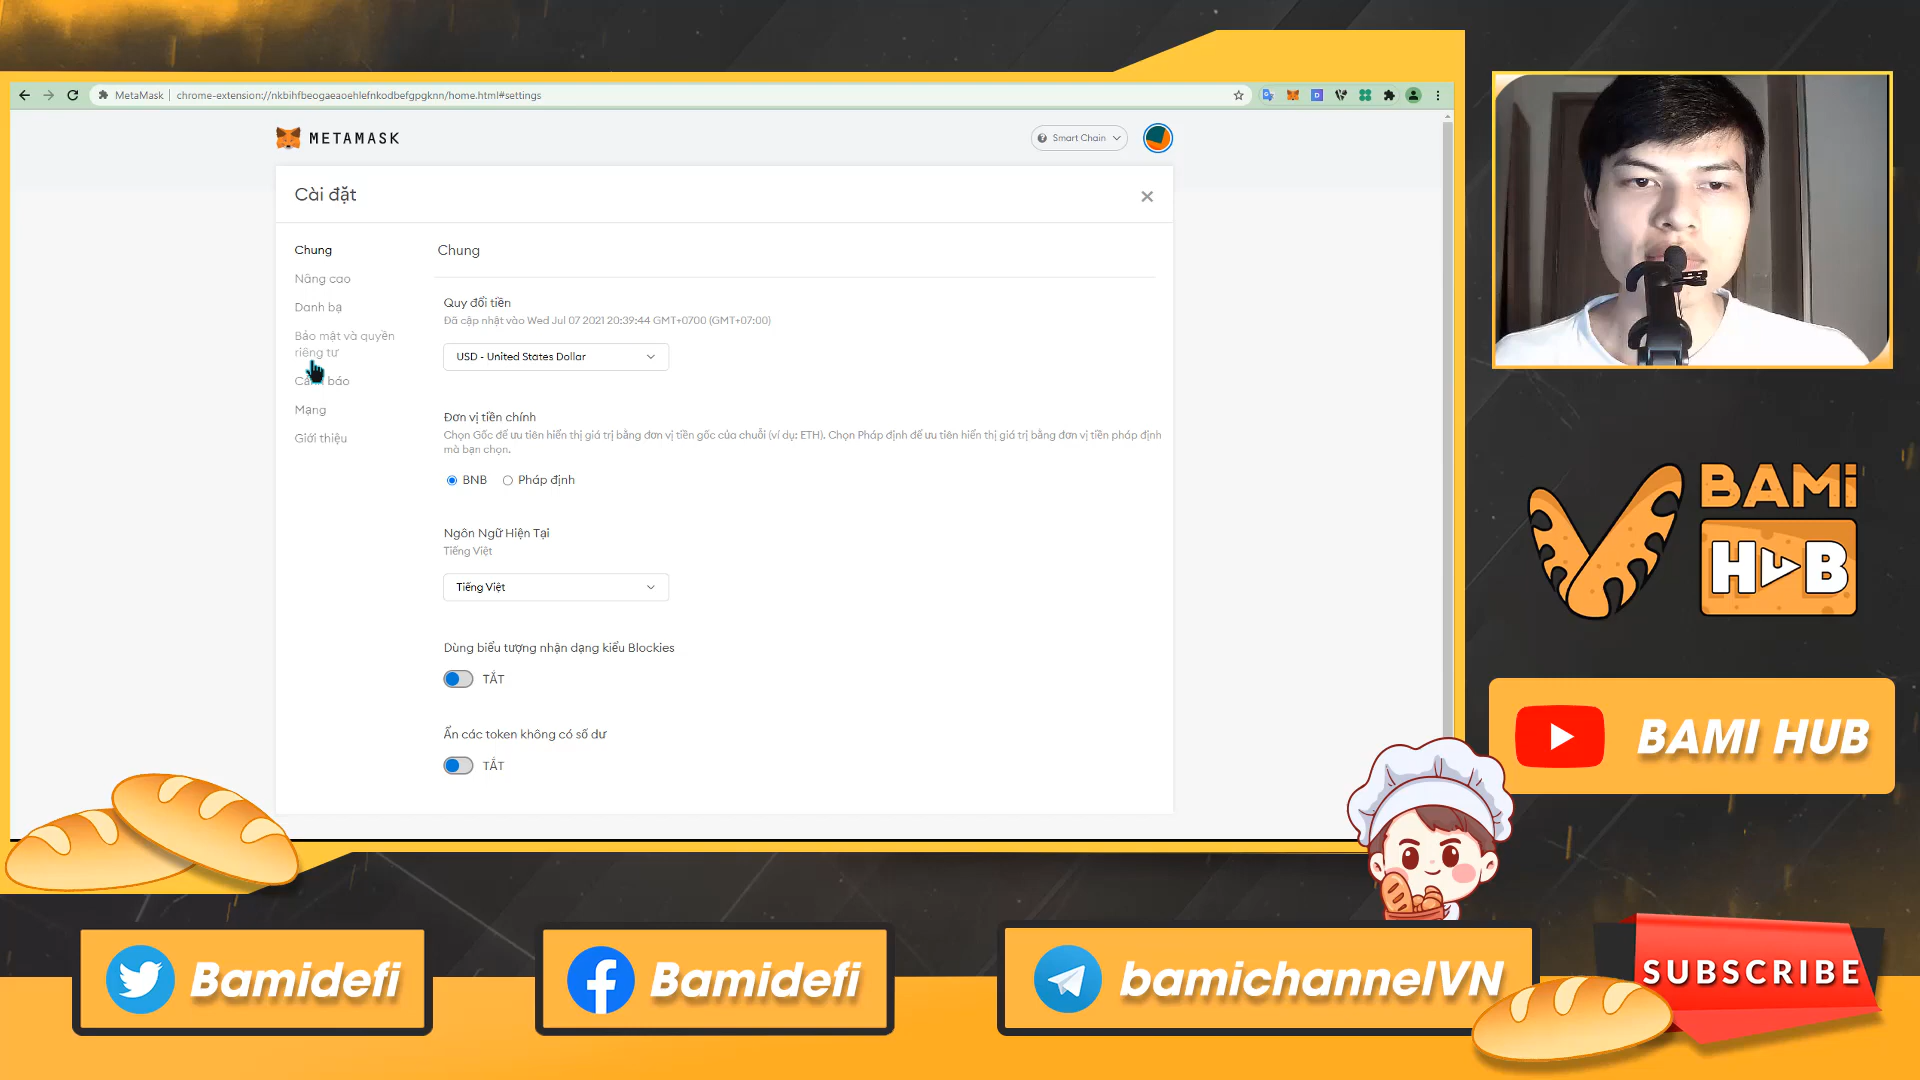 MetaMask
chrome-extension://nkbihfbeogaeaoehlefnkodbefgpgknn/home.html#settings
METAMASK
Smart Chain
Cài đặt
Chung
Nâng cao
Danh bạ
Bảo mật và quyền
riêng tư
báo
Mạng
Giới thiệu
Chung
Quy đổi tiền
Đã cập nhật vào Wed Jul 07 2021 20:39:44 GMT+0700 (GMT+07:00)
USD - United States Dollar
Đơn vị tiền chính
Chọn Gốc để ưu tiên hiển thị giá trị bằng đơn vị tiền gốc của chuỗi (ví dụ: ETH). Chọn Pháp định để ưu tiên hiển thị giá trị bằng đơn vị tiền pháp định
mà bạn chọn.
BNB
Pháp định
Ngôn Ngữ Hiện Tại
Tiếng Việt
Tiếng Việt
Dùng biểu tượng nhận dạng kiểu Blockies
TẮT
Ẩn các token không có số dư
TẮT
BAMi
HUB
BAMI HUB
Bamidefi
Bamidefi
bamichannelVN
SUBSCRIBE